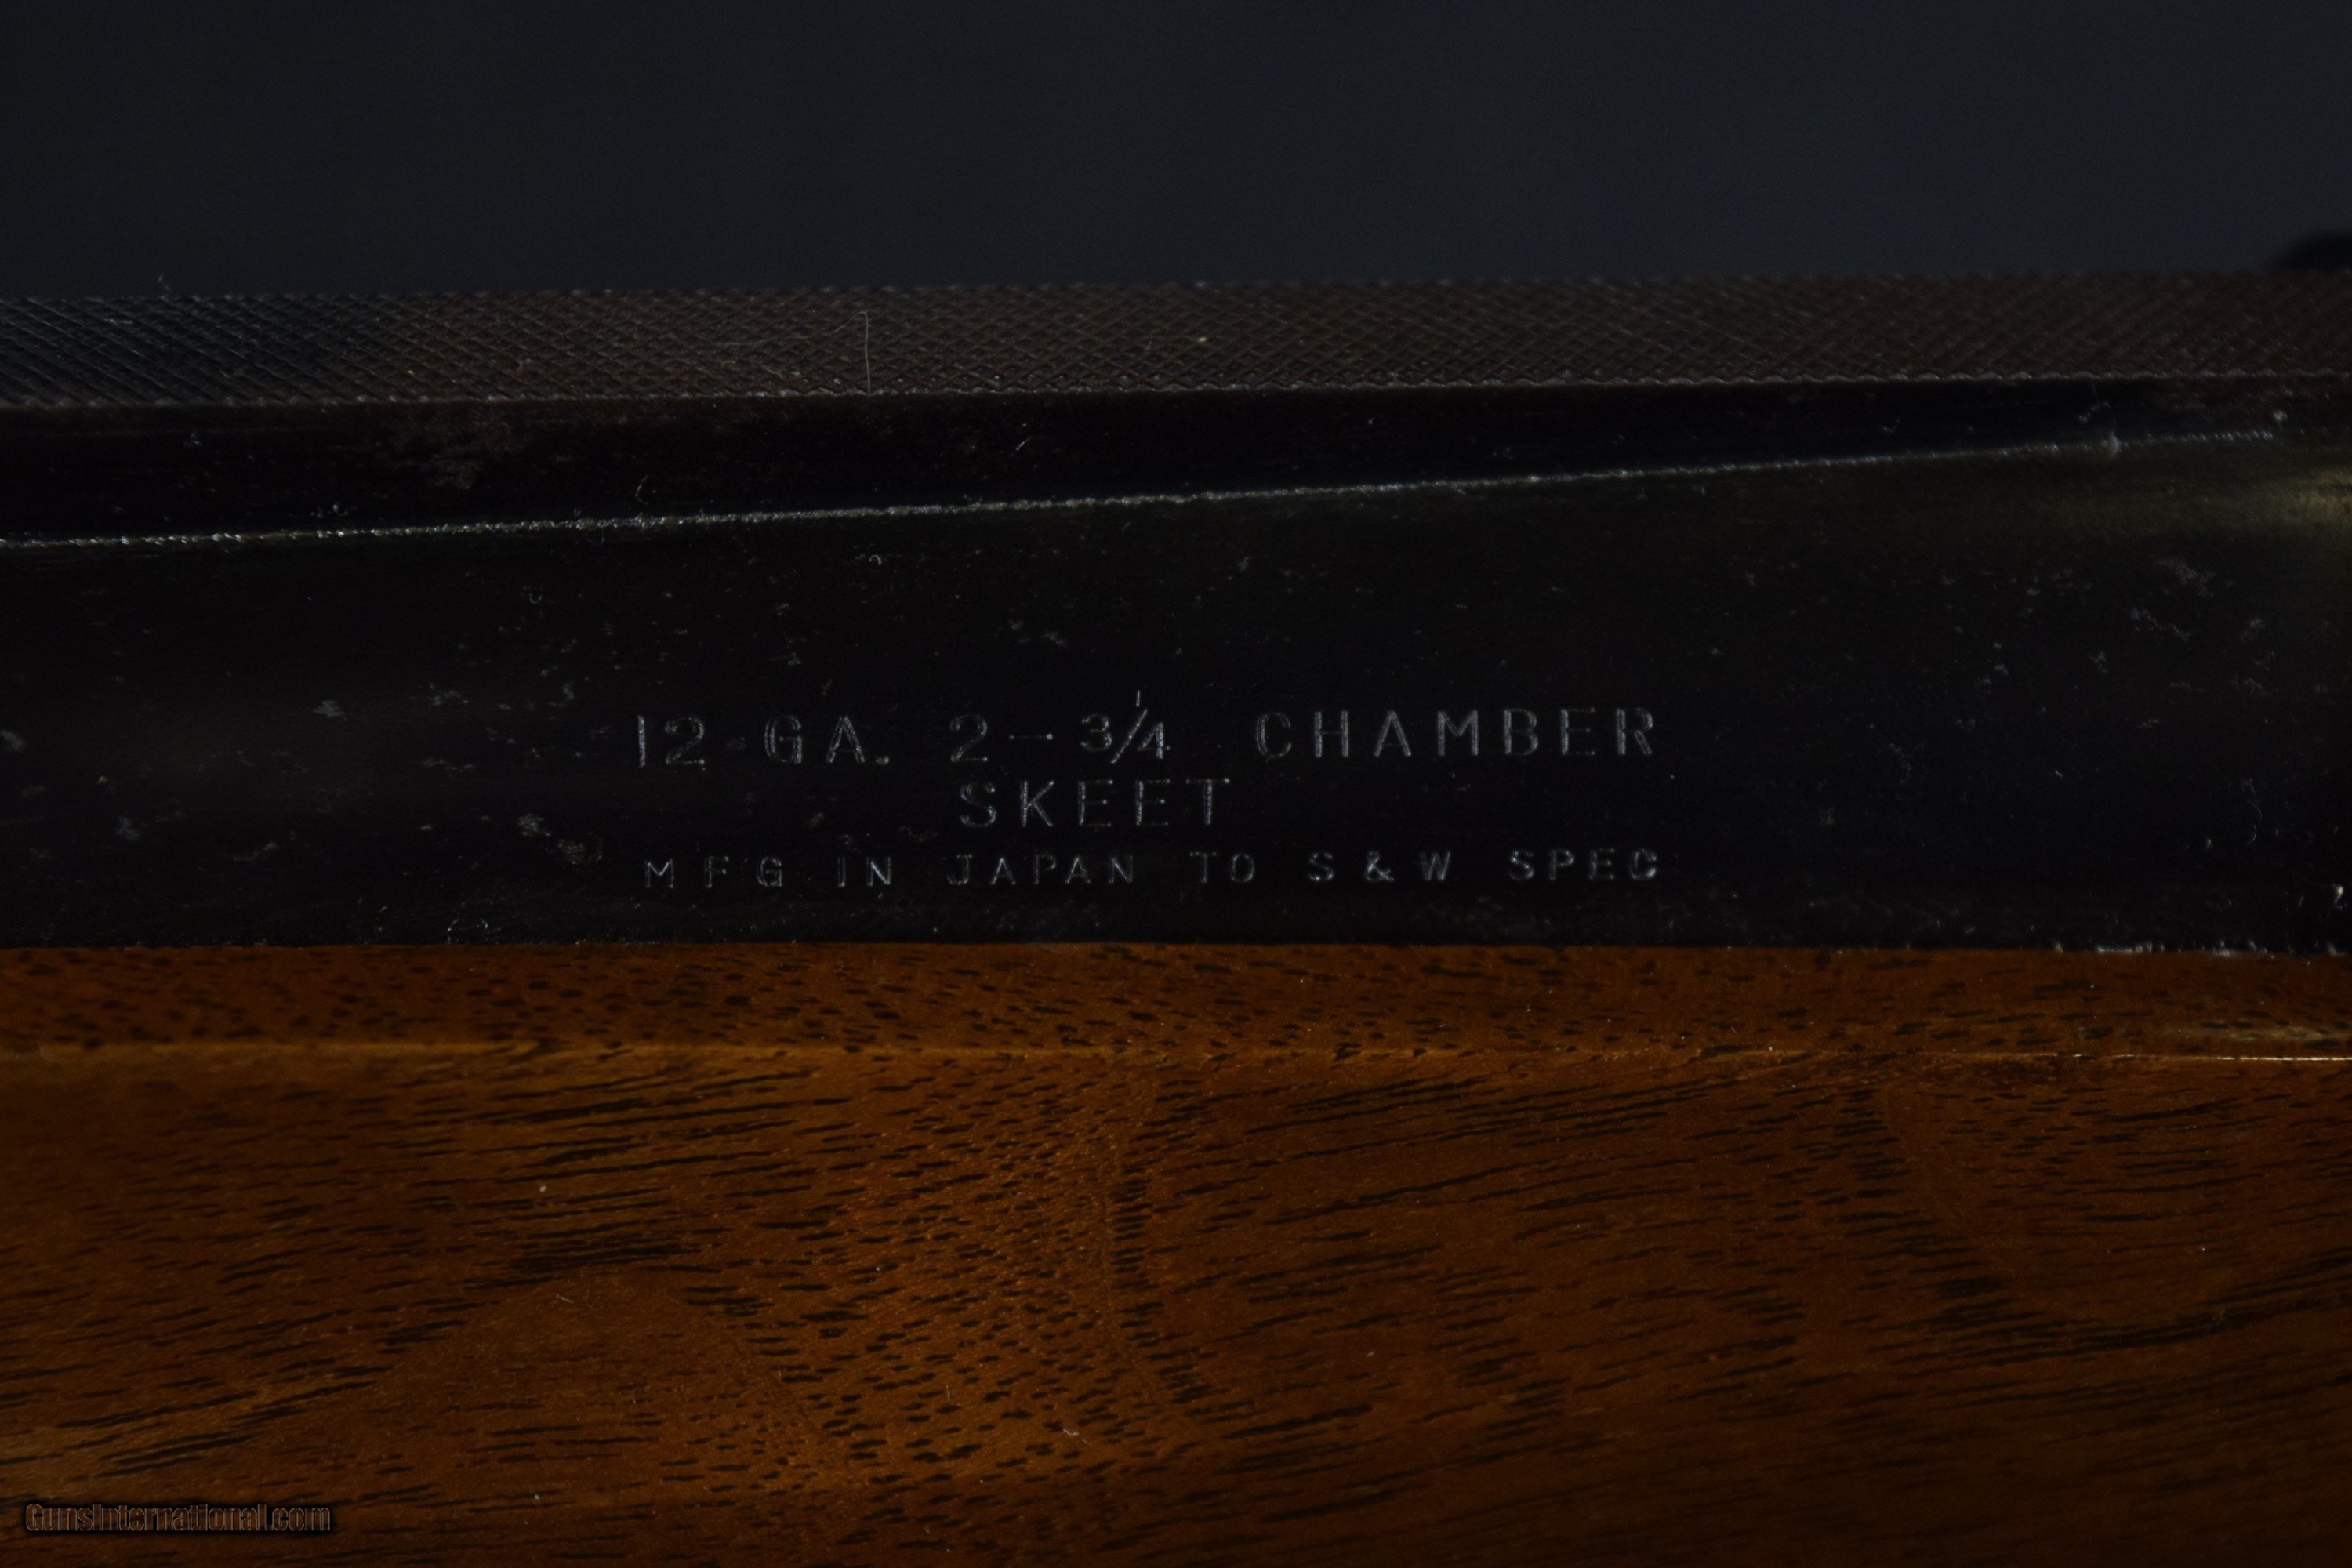 12-GA. 2-3/4 CHAMBER
SKEET
MFG IN JAPAN TO S&W SPEC
GunsInternational.com